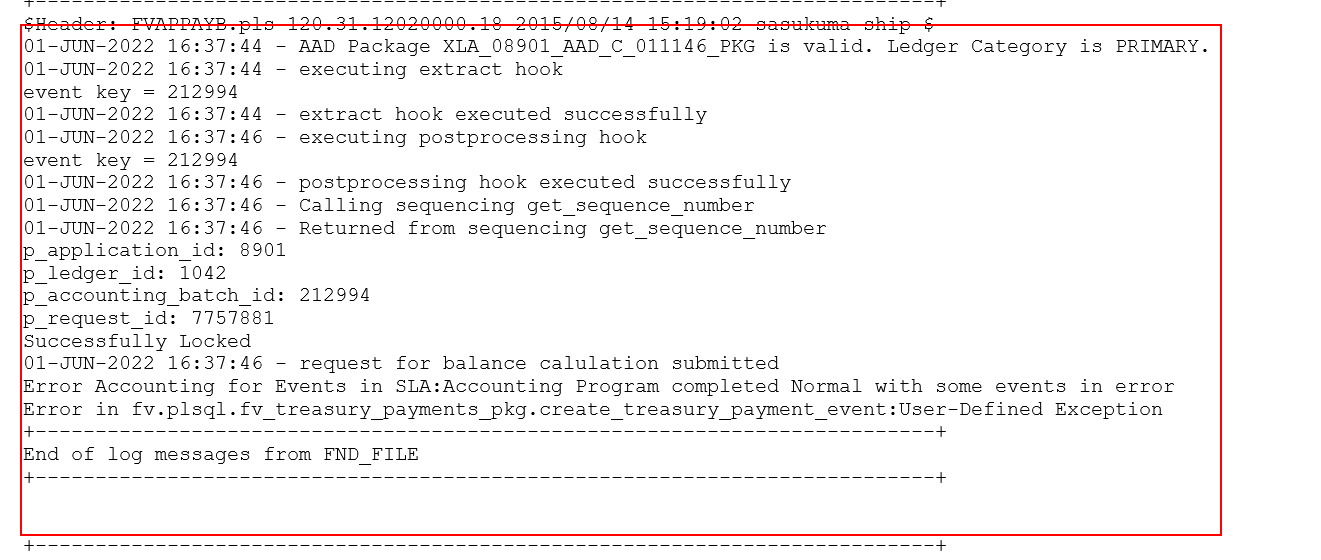 +---------------------------------------------------------------------------+
$Header: FVAPPAYB.pls 120.31.12020000.18 2015/08/14 15:19:02 sasukuma ship $
01-JUN-2022 16:37:44 - AAD Package XLA_08901_AAD_C_011146_PKG is valid. Ledger Category is PRIMARY.
01-JUN-2022 16:37:44 - executing extract hook
event key = 212994
01-JUN-2022 16:37:44 - extract hook executed successfully
01-JUN-2022 16:37:46 - executing postprocessing hook
event key = 212994
01-JUN-2022 16:37:46 - postprocessing hook executed successfully
01-JUN-2022 16:37:46 - Calling sequencing get_sequence_number
01-JUN-2022 16:37:46 - Returned from sequencing get_sequence_number
p_application_id: 8901
p_ledger_id: 1042
p_accounting_batch_id: 212994
p_request_id: 7757881
Successfully Locked
01-JUN-2022 16:37:46 - request for balance calulation submitted
Error Accounting for Events in SLA:Accounting Program completed Normal with some events in error
Error in fv.plsql.fv_treasury_payments_pkg.create_treasury_payment_event:User-Defined Exception
+---------------------------------------------------------------------------+
End of log messages from FND_FILE
+---------------------------------------------------------------------------+
+---------------------------------------------------------------------------+